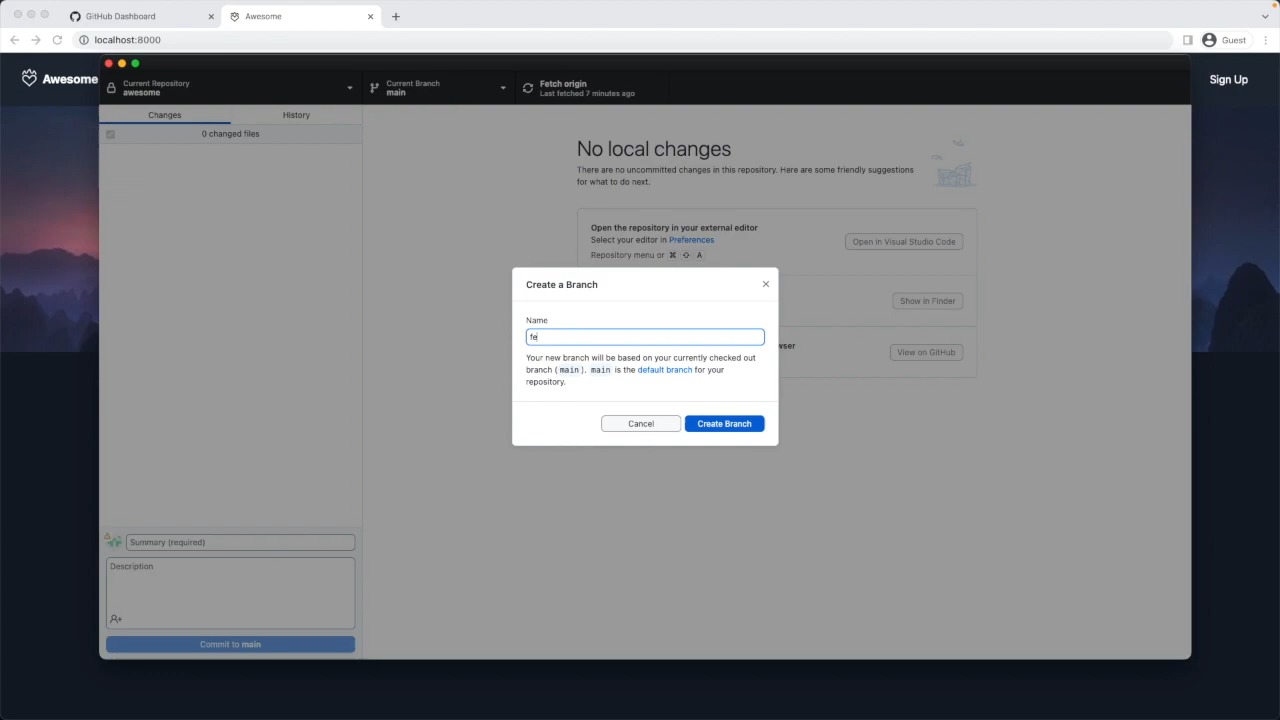 GitHub Dashboard
Awesome
localhost:8000
Guest
Awesome
Sign Up
Current Repository
awesome
Current Branch
main
Fetch origin
Last fetched 7 minutes ago
Changes
History
0 changed files
No local changes
There are no uncommitted changes in this repository. Here are some friendly suggestions
for what to do next.
Open the repository in your external editor
Select your editor in Preferences
Repository menu or ⌘ ⇧ A
Open in Visual Studio Code
Show in Finder
wser
View on GitHub
Create a Branch
Name
fe
Your new branch will be based on your currently checked out
branch ( main ). main is the default branch for your
repository.
Cancel
Create Branch
Summary (required)
Description
Commit to main